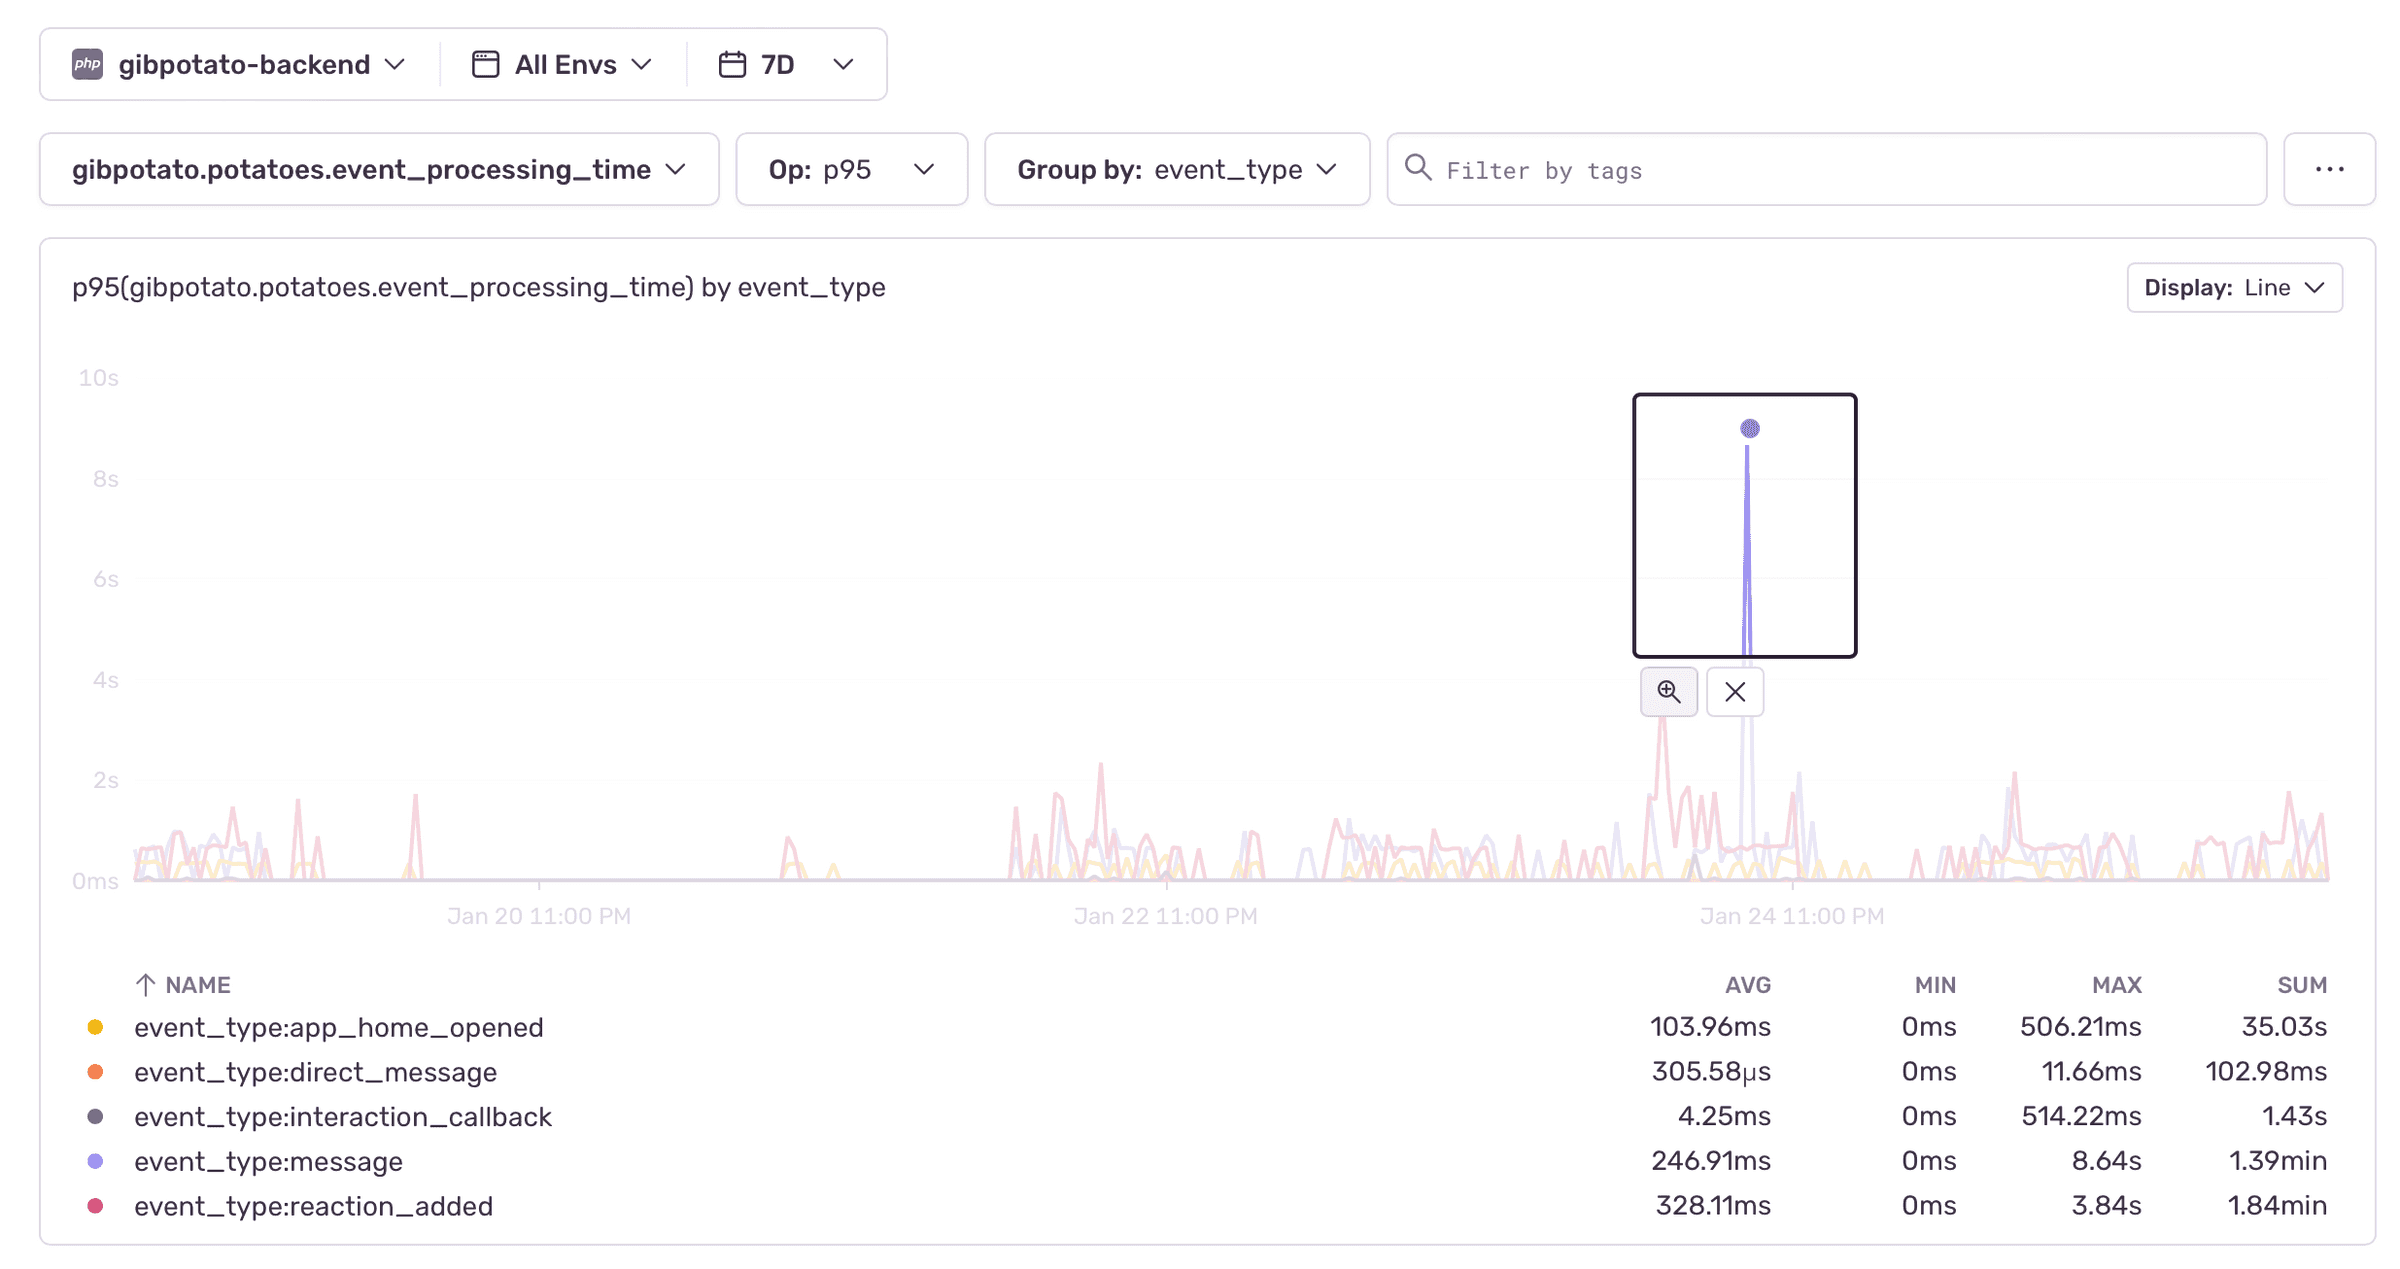 php gibpotato-backend All Envs 7D
gibpotato.potatoes.event_processing_time Op: p95 Group by: event_type Filter by tags ...
p95(gibpotato.potatoes.event_processing_time) by event_type Display: Line
10s
8s
6s
4s
2s
0ms
Jan 20 11:00 PM Jan 22 11:00 PM Jan 24 11:00 PM
NAME AVG MIN MAX SUM
event_type:app_home_opened 103.96ms 0ms 506.21ms 35.03s
event_type:direct_message 305.58µs 0ms 11.66ms 102.98ms
event_type:interaction_callback 4.25ms 0ms 514.22ms 1.43s
event_type:message 246.91ms 0ms 8.64s 1.39min
event_type:reaction_added 328.11ms 0ms 3.84s 1.84min